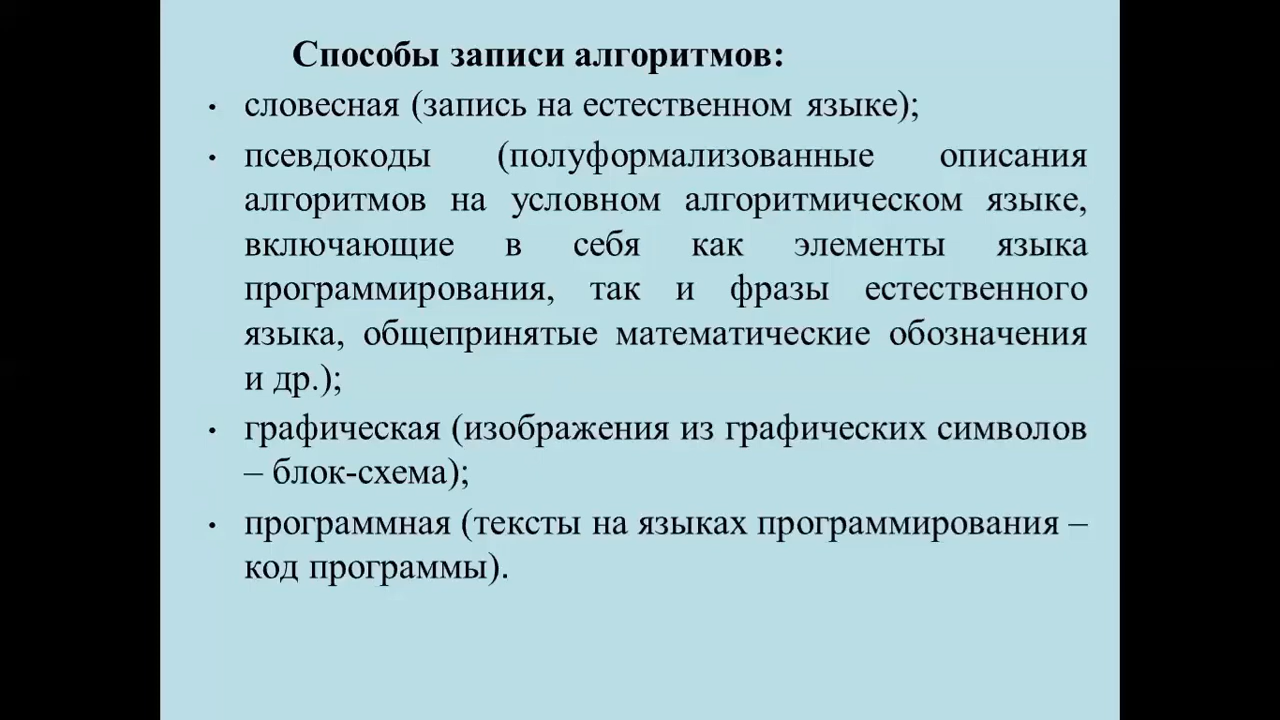 Способы записи алгоритмов:
• словесная (запись на естественном языке);
• псевдокоды (полуформализованные описания
алгоритмов на условном алгоритмическом языке,
включающие в себя как элементы языка
программирования, так и фразы естественного
языка, общепринятые математические обозначения
и др.);
• графическая (изображения из графических символов
– блок-схема);
• программная (тексты на языках программирования –
код программы).